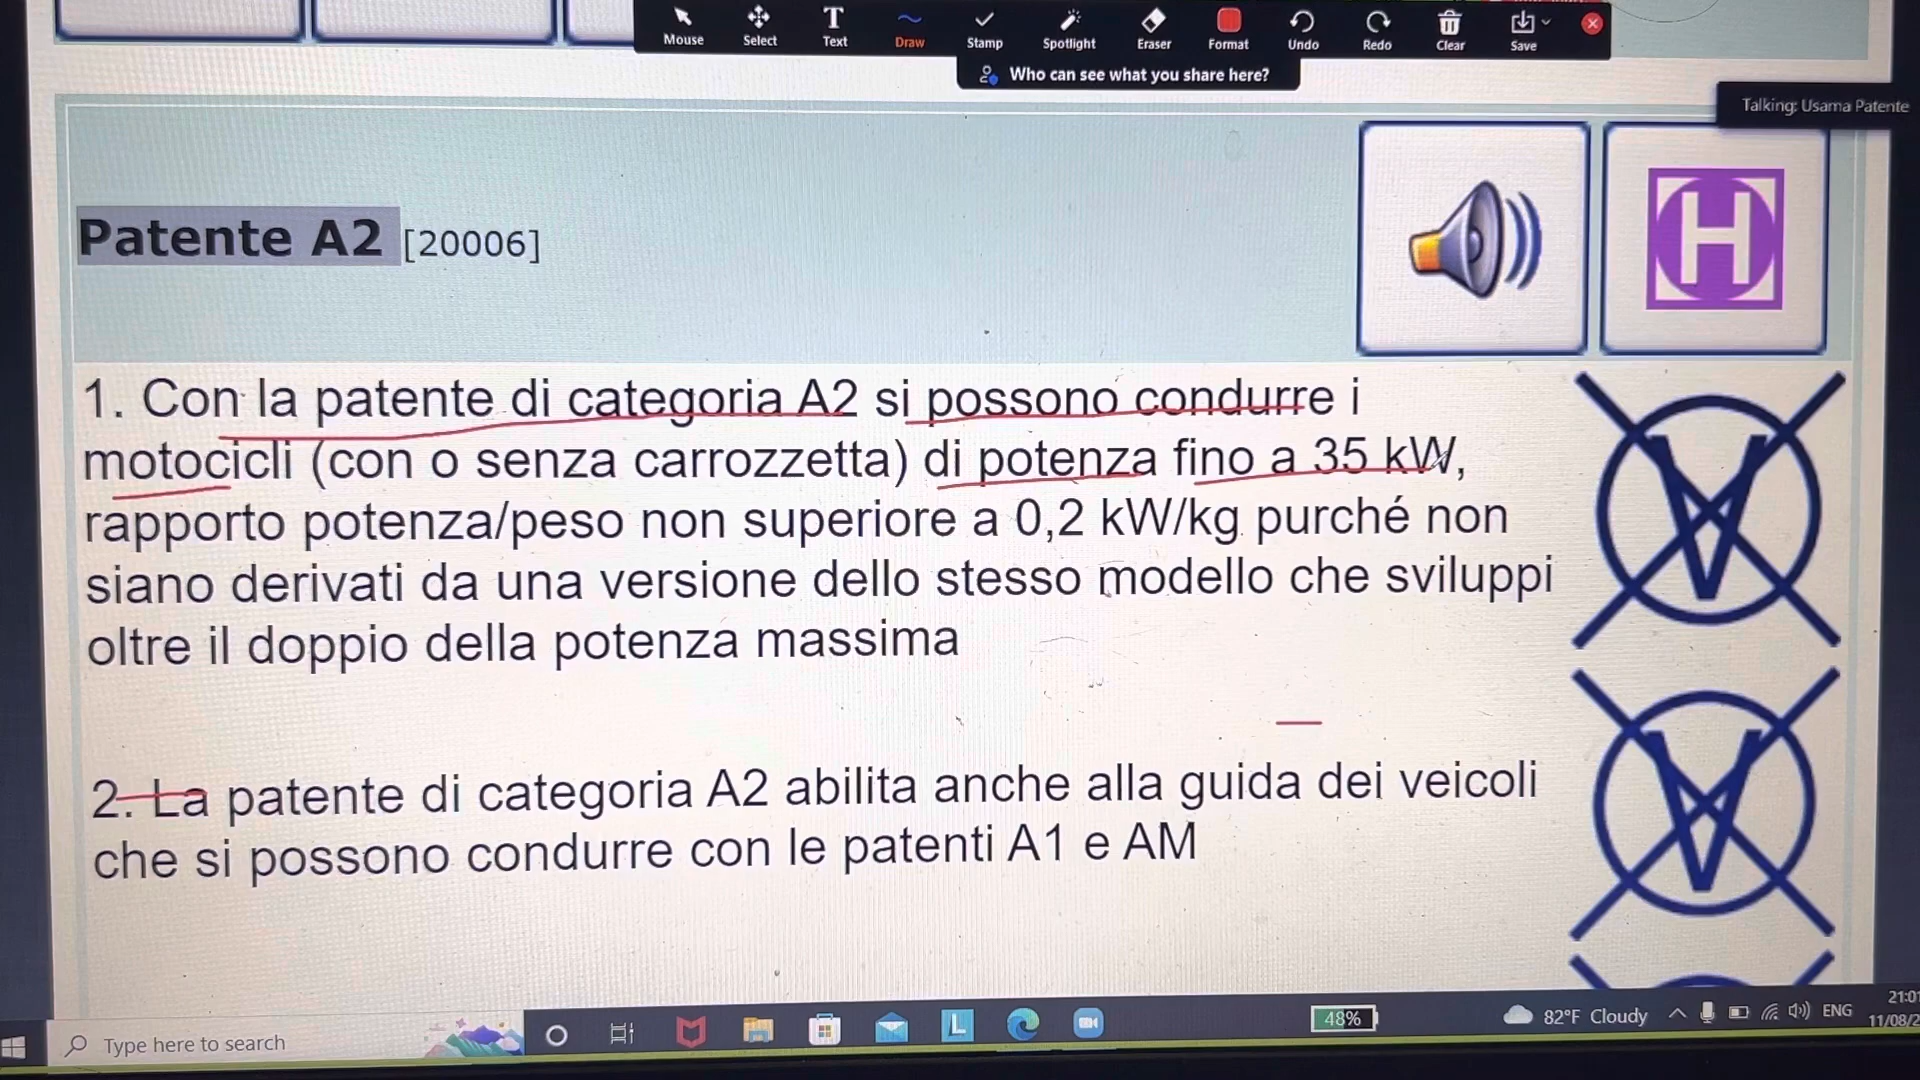 Mouse Select Text Draw Stamp Spotlight Eraser Format Undo Redo Clear Save
Who can see what you share here?
Talking: Usama Patente
Patente A2 [20006]
H
1. Con la patente di categoria A2 si possono condurre i
motocicli (con o senza carrozzetta) di potenza fino a 35 kW,
rapporto potenza/peso non superiore a 0,2 kW/kg purché non
siano derivati da una versione dello stesso modello che sviluppi
oltre il doppio della potenza massima
V
2. La patente di categoria A2 abilita anche alla guida dei veicoli
che si possono condurre con le patenti A1 e AM
V
Type here to search
L
48%
82°F Cloudy
ENG
21:01
11/08/2